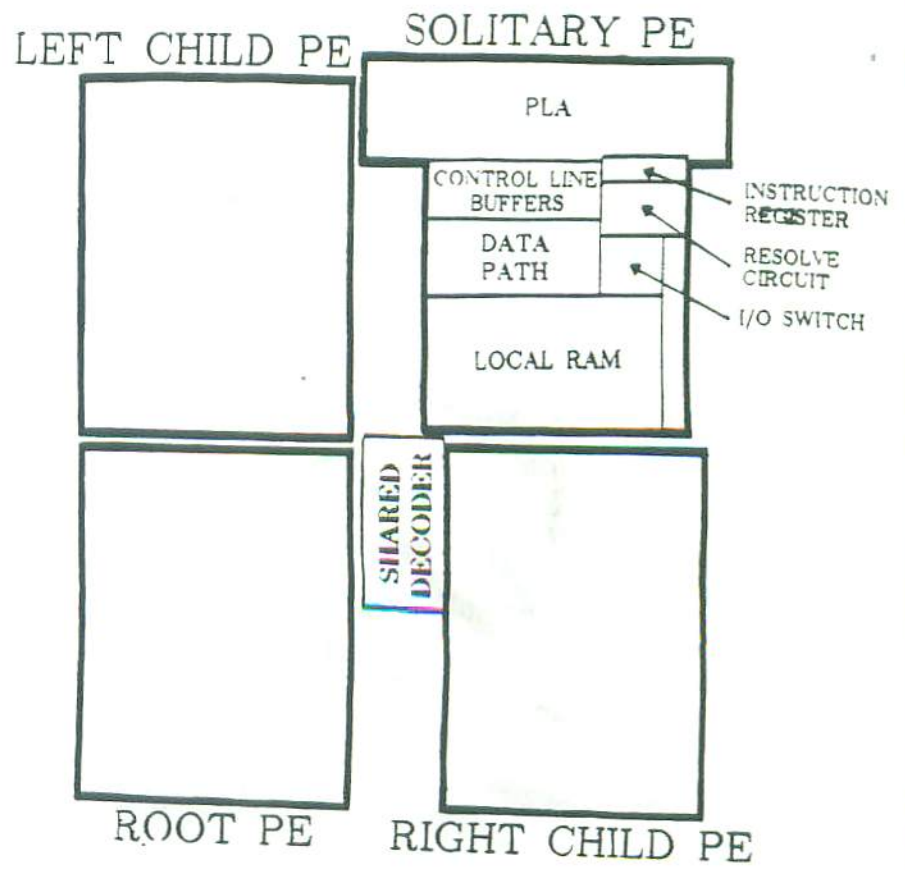 LEFT CHILD PE
SOLITARY PE
PLA
CONTROL LINE
BUFFERS
DATA
PATH
LOCAL RAM
INSTRUCTION
REGISTER
RESOLVE
CIRCUIT
I/O SWITCH
SHARED
DECODER
ROOT PE
RIGHT CHILD PE